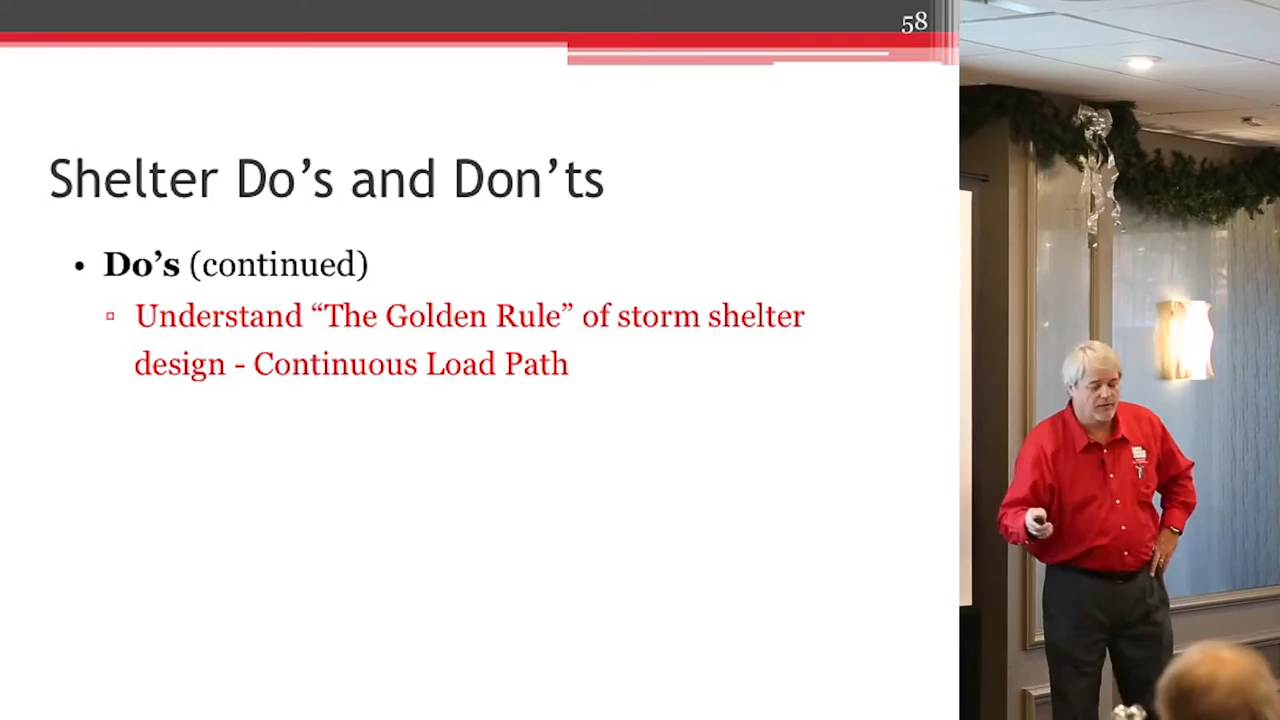 58
Shelter Do’s and Don’ts
• Do’s (continued)
▫ Understand “The Golden Rule” of storm shelter
design - Continuous Load Path